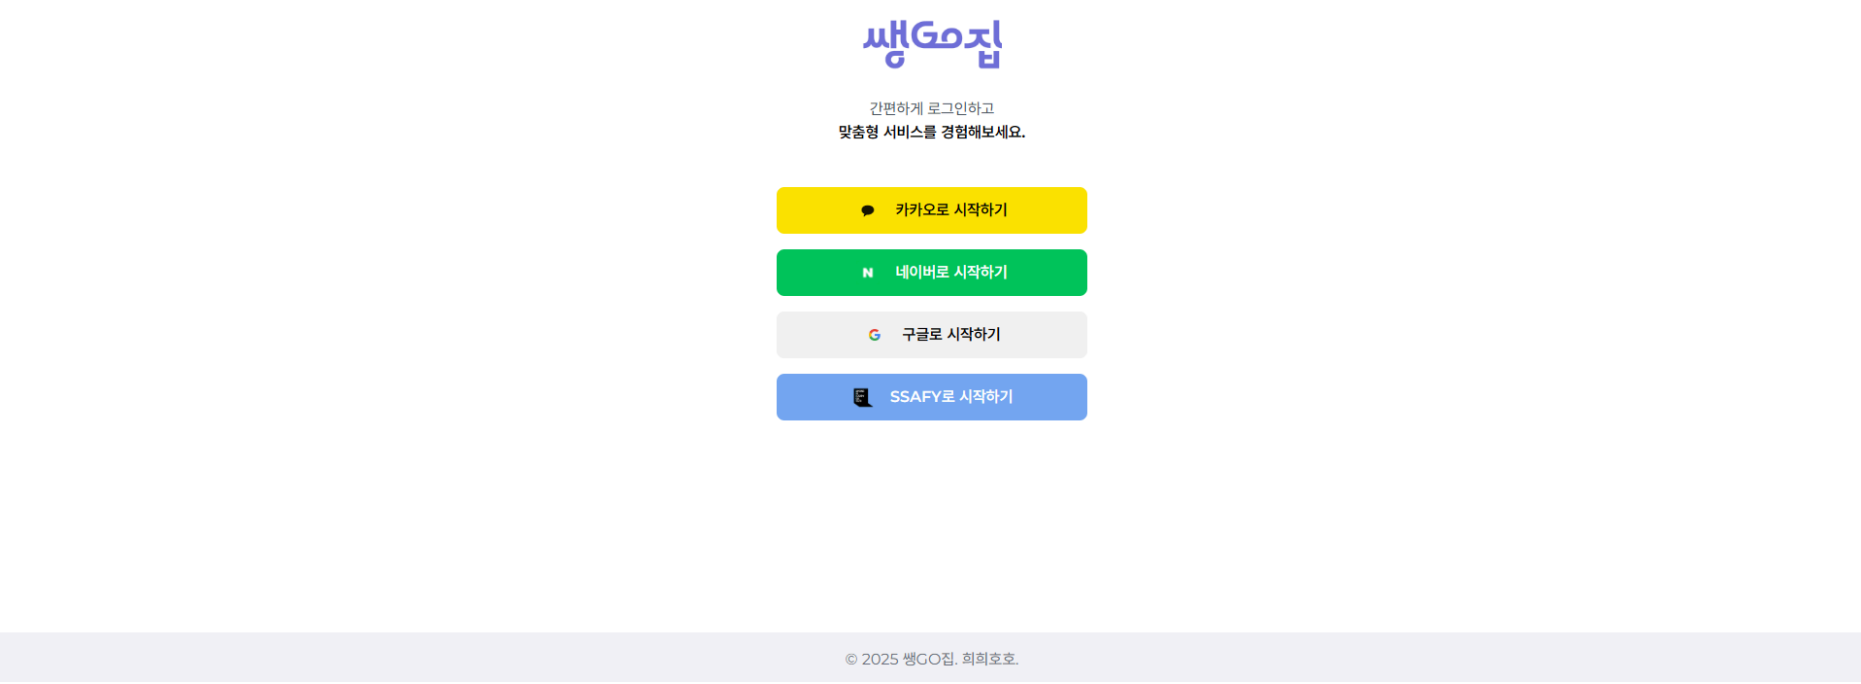 쌩GO집
간편하게 로그인하고
맞춤형 서비스를 경험해보세요.
카카오로 시작하기
N 네이버로 시작하기
G 구글로 시작하기
SSAFY로 시작하기
© 2025 쌩GO집. 희희호호.